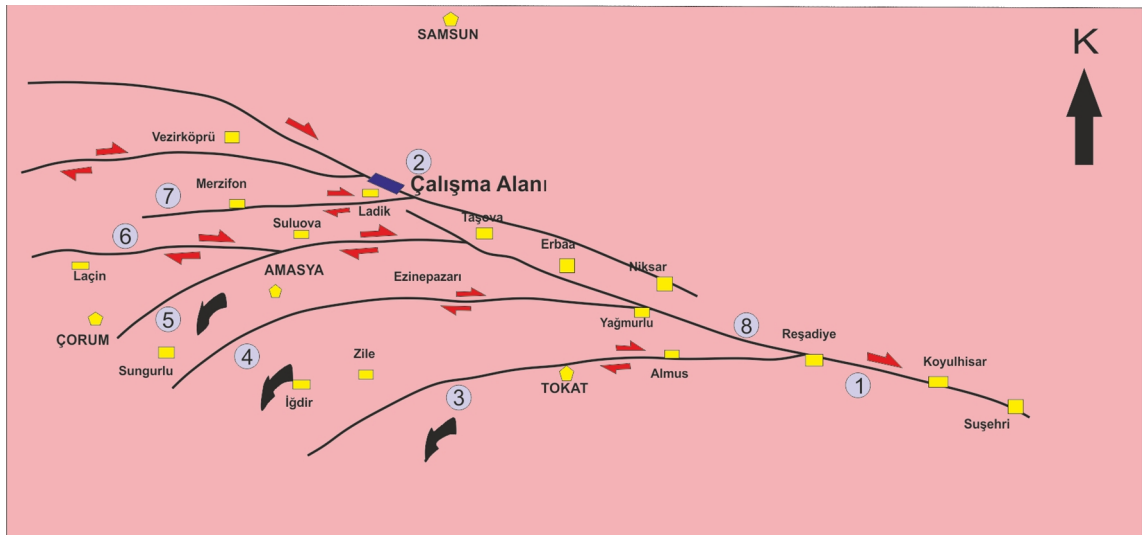 SAMSUN
K
Vezirköprü
2
Çalışma Alanı
7
Merzifon
Ladik
6
Suluova
Taşova
Laçin
AMASYA
Ezinepazarı
Erbaa
Niksar
5
ÇORUM
Yağmurlu
8
Reşadiye
Sungurlu
4
Zile
Almus
Koyulhisar
İğdir
3
TOKAT
1
Suşehri